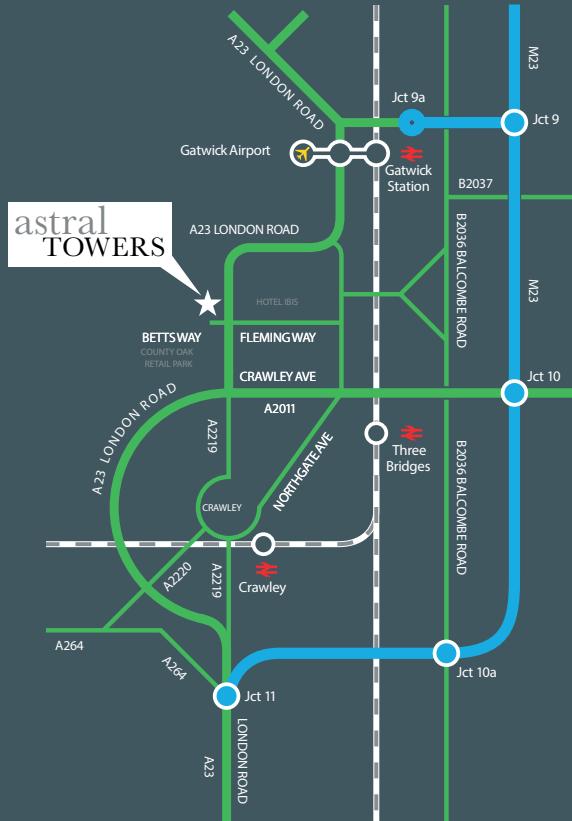 A23 LONDON ROAD
M23
Jct 9a
Jct 9
Gatwick Airport
Gatwick
Station
B2037
astral
TOWERS
A23 LONDON ROAD
B2036 BALCOMBE ROAD
HOTEL IBIS
M23
BETTS WAY
FLEMING WAY
COUNTY OAK
RETAIL PARK
CRAWLEY AVE
Jct 10
A23 LONDON ROAD
A2011
A2219
NORTHGATE AVE
Three
Bridges
B2036 BALCOMBE ROAD
CRAWLEY
A2220
A2219
Crawley
A264
A264
Jct 10a
Jct 11
LONDON ROAD
A23